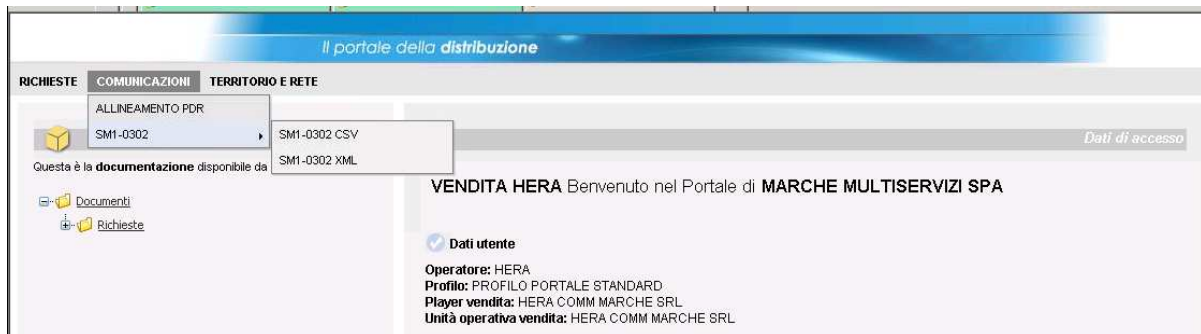 Il portale della distribuzione
RICHIESTE COMUNICAZIONI TERRITORIO E RETE
ALLINEAMENTO PDR
SM1-0302
SM1-0302 CSV
SM1-0302 XML
Dati di accesso
Questa è la documentazione disponibile da
Documenti
Richieste
VENDITA HERA Benvenuto nel Portale di MARCHE MULTISERVIZI SPA
Dati utente
Operatore: HERA
Profilo: PROFILO PORTALE STANDARD
Player vendita: HERA COMM MARCHE SRL
Unità operativa vendita: HERA COMM MARCHE SRL